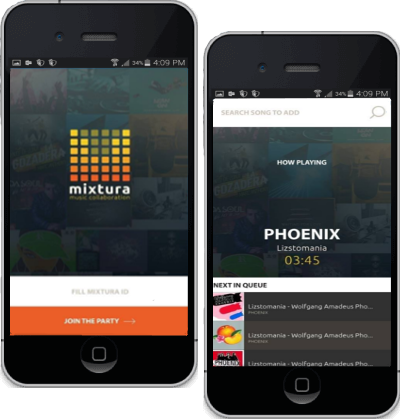 34% 4:09 PM
mixtura
music collaboration
FILL MIXTURA ID
JOIN THE PARTY
34% 4:09 PM
SEARCH SONG TO ADD
HOW PLAYING
PHOENIX
Lizstomania
03:45
NEXT IN QUEUE
Lizstomania - Wolfgang Amadeus Pho...
PHOENIX
Lizstomania - Wolfgang Amadeus Pho...
PHOENIX
Lizstomania - Wolfgang Amadeus Pho...